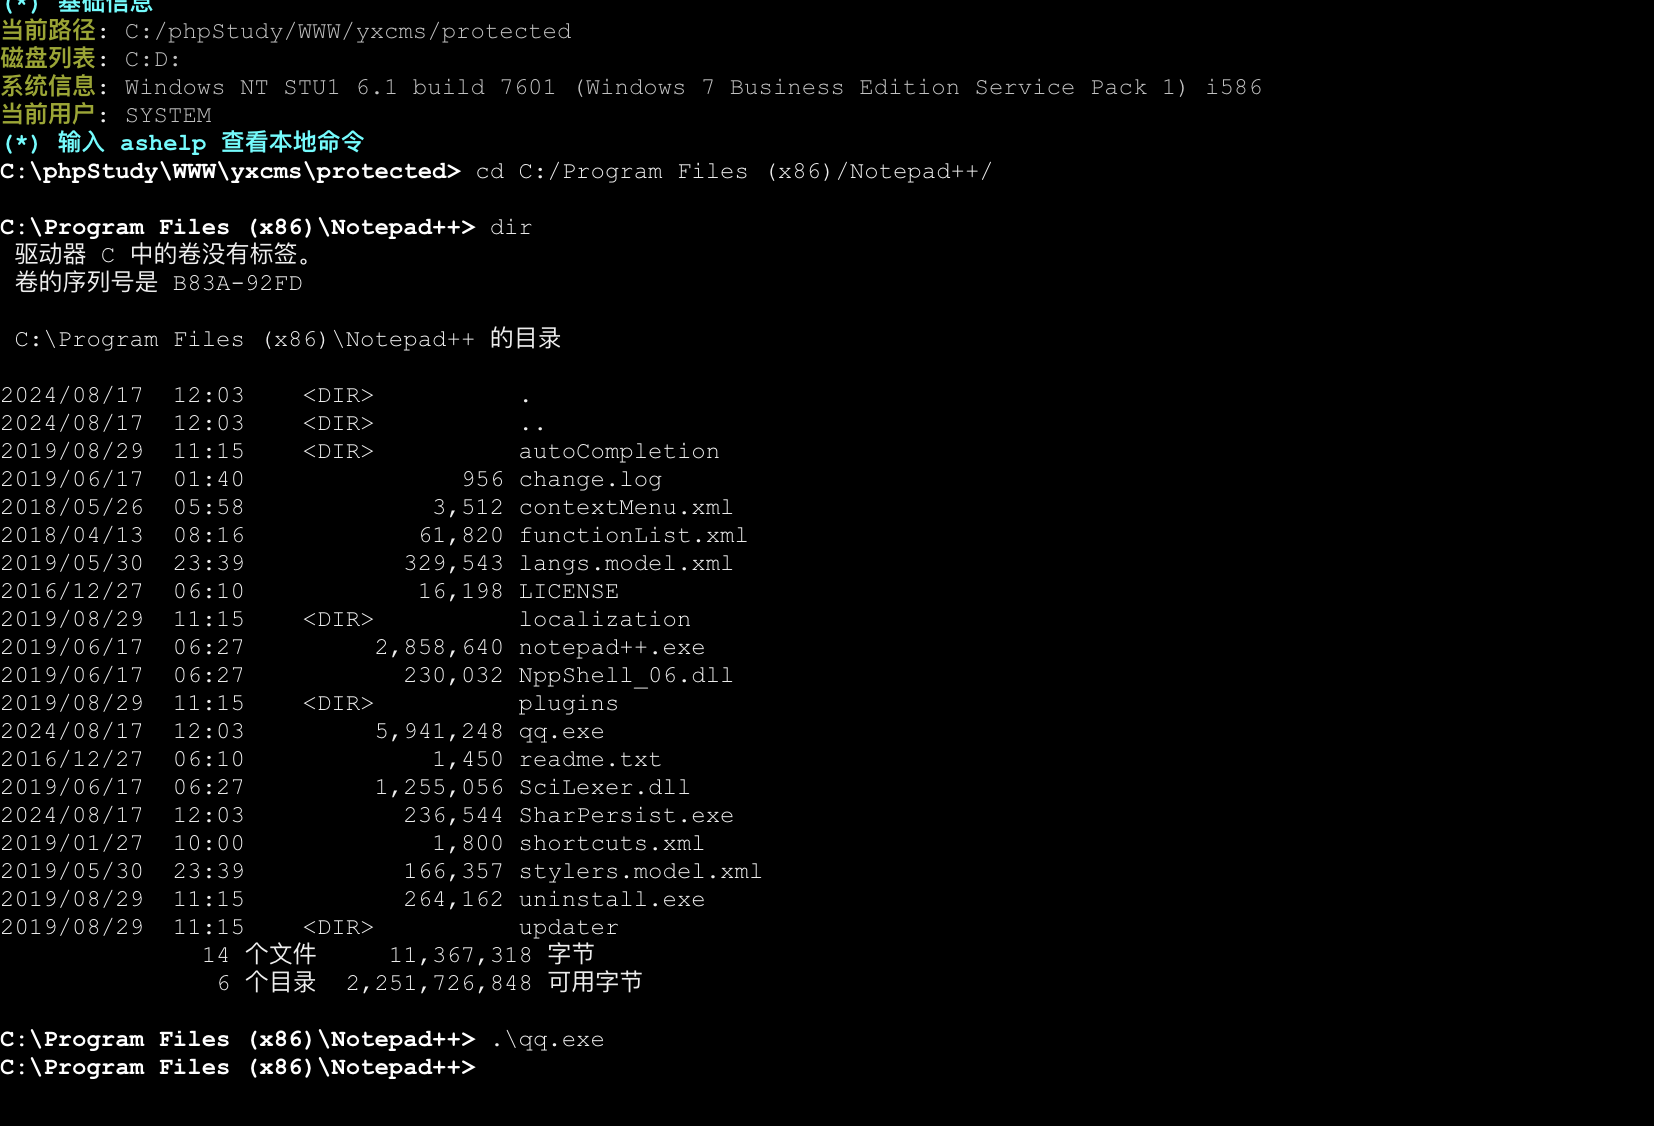 (*) 基础信息
当前路径: C:/phpStudy/WWW/yxcms/protected
磁盘列表: C:D:
系统信息: Windows NT STU1 6.1 build 7601 (Windows 7 Business Edition Service Pack 1) i586
当前用户: SYSTEM
(*) 输入 ashelp 查看本地命令
C:\phpStudy\WWW\yxcms\protected> cd C:/Program Files (x86)/Notepad++/
C:\Program Files (x86)\Notepad++> dir
驱动器 C 中的卷没有标签。
卷的序列号是 B83A-92FD
C:\Program Files (x86)\Notepad++ 的目录
2024/08/17  12:03    <DIR>          .
2024/08/17  12:03    <DIR>          ..
2019/08/29  11:15    <DIR>          autoCompletion
2019/06/17  01:40               956 change.log
2018/05/26  05:58             3,512 contextMenu.xml
2018/04/13  08:16            61,820 functionList.xml
2019/05/30  23:39           329,543 langs.model.xml
2016/12/27  06:10            16,198 LICENSE
2019/08/29  11:15    <DIR>          localization
2019/06/17  06:27         2,858,640 notepad++.exe
2019/06/17  06:27           230,032 NppShell_06.dll
2019/08/29  11:15    <DIR>          plugins
2024/08/17  12:03         5,941,248 qq.exe
2016/12/27  06:10             1,450 readme.txt
2019/06/17  06:27         1,255,056 SciLexer.dll
2024/08/17  12:03           236,544 SharPersist.exe
2019/01/27  10:00             1,800 shortcuts.xml
2019/05/30  23:39           166,357 stylers.model.xml
2019/08/29  11:15           264,162 uninstall.exe
2019/08/29  11:15    <DIR>          updater
14 个文件     11,367,318 字节
6 个目录  2,251,726,848 可用字节
C:\Program Files (x86)\Notepad++> .\qq.exe
C:\Program Files (x86)\Notepad++>